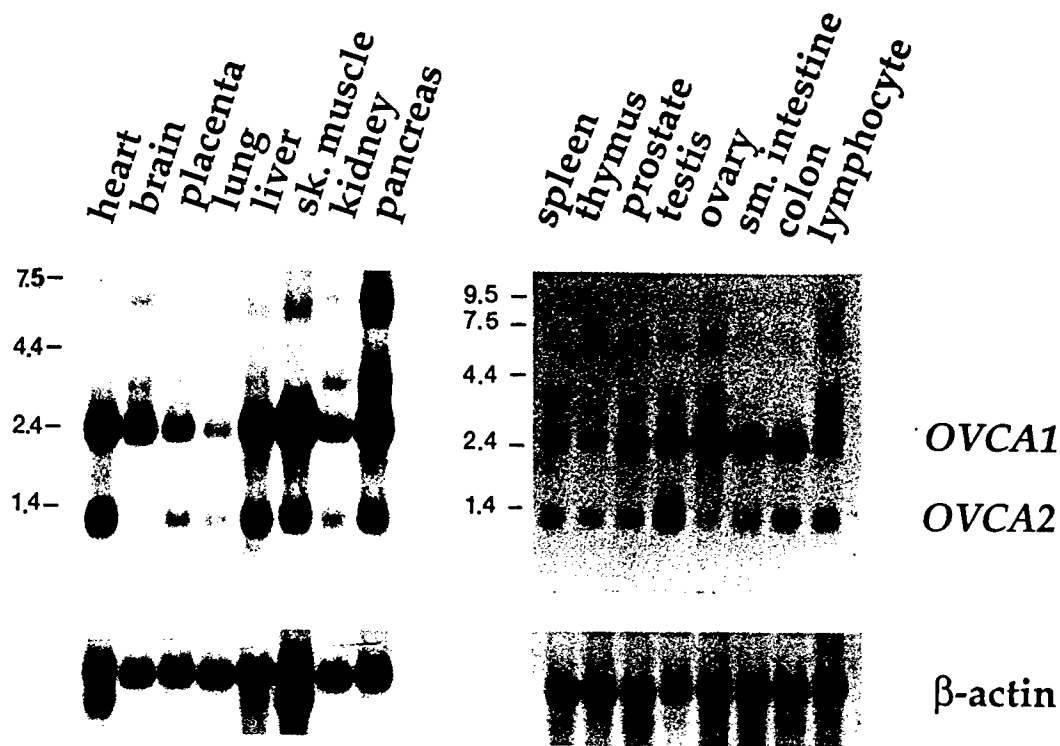 heart
brain
placenta
lung
liver
sk. muscle
kidney
pancreas
spleen
thymus
prostate
testis
ovary
sm. intestine
colon
lymphocyte
7.5 –
4.4 –
2.4 –
1.4 –
9.5 –
7.5 –
4.4 –
2.4 –
1.4 –
OVCA1
OVCA2
β-actin